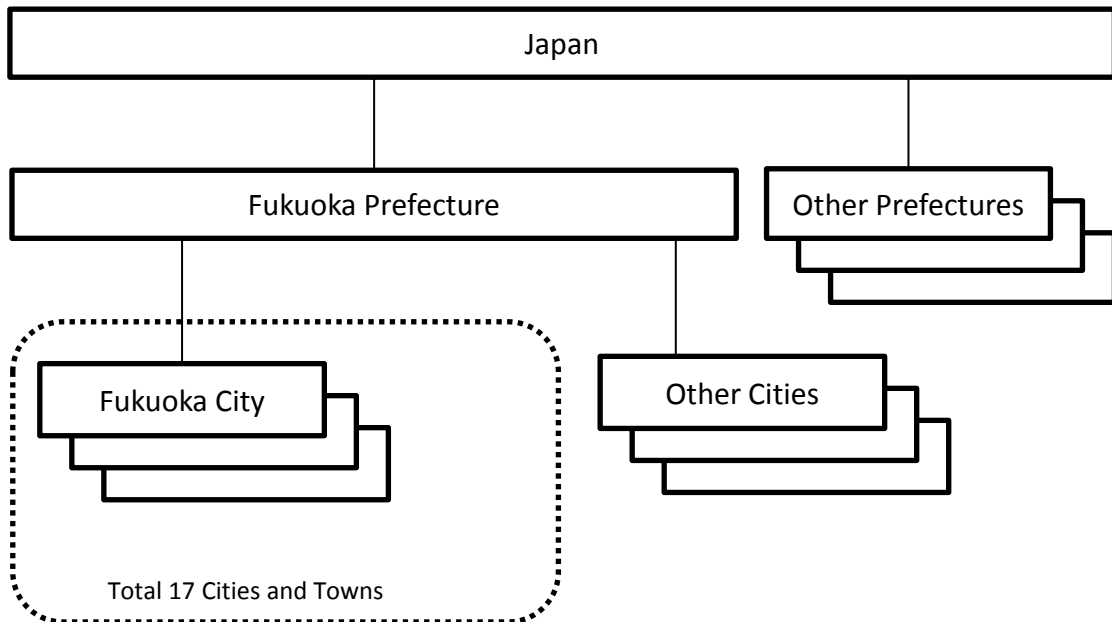 Japan
Fukuoka Prefecture
Other Prefectures
Fukuoka City
Other Cities
Total 17 Cities and Towns